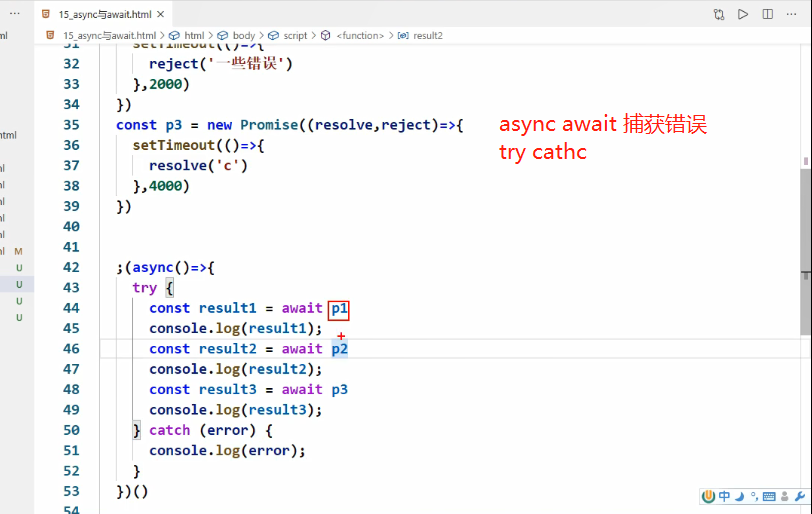 15_async与await.html
15_async与await.html > html > body > script > <function> > result2
31 setTimeout(()=>{
32 reject('一些错误')
33 },2000)
34 })
35 const p3 = new Promise((resolve,reject)=>{
async await 捕获错误
36 setTimeout(()=>{
try cathc
37 resolve('c')
38 },4000)
39 })
40
41
42 ;(async()=>{
43 try {
44 const result1 = await p1
45 console.log(result1);
46 const result2 = await p2
47 console.log(result2);
48 const result3 = await p3
49 console.log(result3);
50 } catch (error) {
51 console.log(error);
52 }
53 })()
54
html
M
U
U
U
U
中